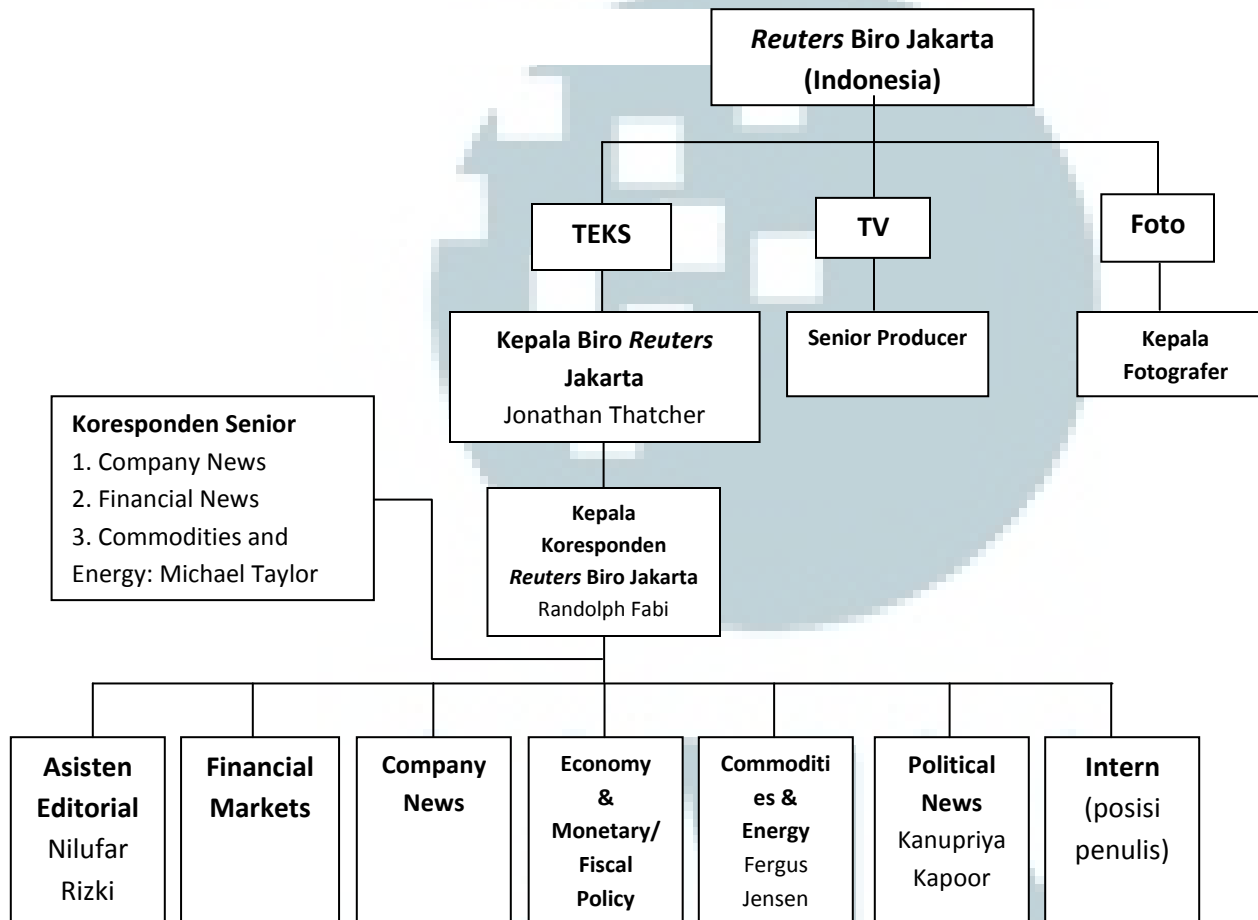 Reuters Biro Jakarta
(Indonesia)
TEKS
TV
Foto
Kepala Biro Reuters
Jakarta
Jonathan Thatcher
Senior Producer
Kepala
Fotografer
Koresponden Senior
1. Company News
2. Financial News
3. Commodities and
Energy: Michael Taylor
Kepala
Koresponden
Reuters Biro Jakarta
Randolph Fabi
Asisten
Editorial
Nilufar
Rizki
Financial
Markets
Company
News
Economy
&
Monetary/
Fiscal
Policy
Commoditi
es &
Energy
Fergus
Jensen
Political
News
Kanupriya
Kapoor
Intern
(posisi
penulis)